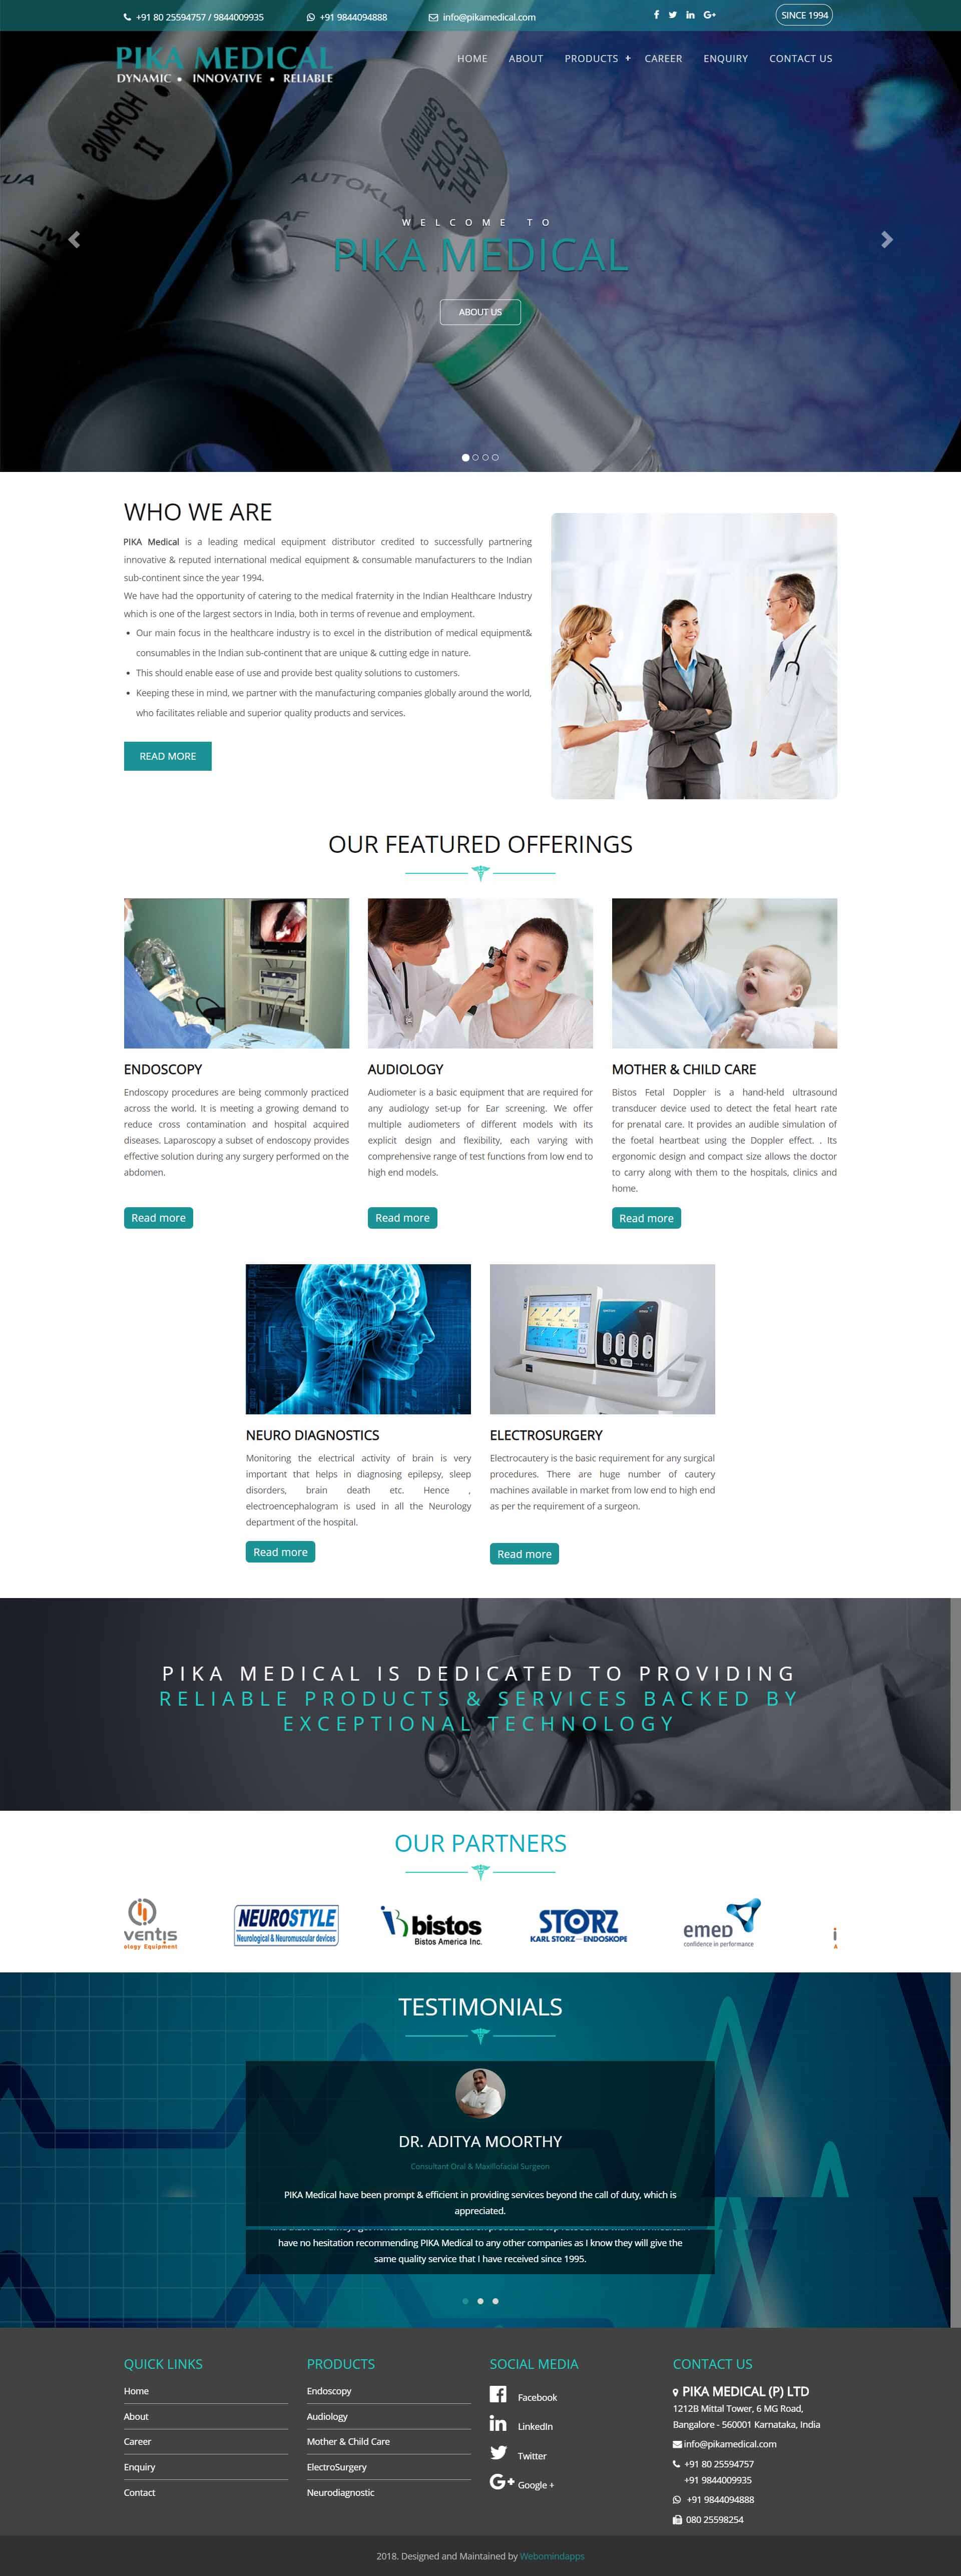 +91 80 25594757 / 9844009935
+91 9844094888
info@pikamedical.com
SINCE 1994
PIKA MEDICAL
DYNAMIC • INNOVATIVE • RELIABLE
HOME ABOUT PRODUCTS + CAREER ENQUIRY CONTACT US
HOPKINS
II
KARL
STORZ
Germany
AUTOKLAV
AF
WELCOME TO
PIKA MEDICAL
ABOUT US
WHO WE ARE
PIKA Medical is a leading medical equipment distributor credited to successfully partnering
innovative & reputed international medical equipment & consumable manufacturers to the Indian
sub-continent since the year 1994.
We have had the opportunity of catering to the medical fraternity in the Indian Healthcare Industry
which is one of the largest sectors in India, both in terms of revenue and employment.
• Our main focus in the healthcare industry is to excel in the distribution of medical equipment&
consumables in the Indian sub-continent that are unique & cutting edge in nature.
• This should enable ease of use and provide best quality solutions to customers.
• Keeping these in mind, we partner with the manufacturing companies globally around the world,
who facilitates reliable and superior quality products and services.
READ MORE
OUR FEATURED OFFERINGS
ENDOSCOPY
Endoscopy procedures are being commonly practiced
across the world. It is meeting a growing demand to
reduce cross contamination and hospital acquired
diseases. Laparoscopy a subset of endoscopy provides
effective solution during any surgery performed on the
abdomen.
Read more
AUDIOLOGY
Audiometer is a basic equipment that are required for
any audiology set-up for Ear screening. We offer
multiple audiometers of different models with its
explicit design and flexibility, each varying with
comprehensive range of test functions from low end to
high end models.
Read more
MOTHER & CHILD CARE
Bistos Fetal Doppler is a hand-held ultrasound
transducer device used to detect the fetal heart rate
for prenatal care. It provides an audible simulation of
the foetal heartbeat using the Doppler effect. . Its
ergonomic design and compact size allows the doctor
to carry along with them to the hospitals, clinics and
home.
Read more
NEURO DIAGNOSTICS
Monitoring the electrical activity of brain is very
important that helps in diagnosing epilepsy, sleep
disorders, brain death etc. Hence ,
electroencephalogram is used in all the Neurology
department of the hospital.
Read more
ELECTROSURGERY
Electrocautery is the basic requirement for any surgical
procedures. There are huge number of cautery
machines available in market from low end to high end
as per the requirement of a surgeon.
Read more
PIKA MEDICAL IS DEDICATED TO PROVIDING
RELIABLE PRODUCTS & SERVICES BACKED BY
EXCEPTIONAL TECHNOLOGY
OUR PARTNERS
ventis
ology Equipment
NEUROSTYLE
Neurological & Neuromuscular devices
bistos
Bistos America Inc.
STORZ
KARL STORZ—ENDOSKOPE
emed
confidence in performance
i
A
TESTIMONIALS
DR. ADITYA MOORTHY
Consultant Oral & Maxillofacial Surgeon
PIKA Medical have been prompt & efficient in providing services beyond the call of duty, which is
appreciated.
have no hesitation recommending PIKA Medical to any other companies as I know they will give the
same quality service that I have received since 1995.
QUICK LINKS
Home
About
Career
Enquiry
Contact
PRODUCTS
Endoscopy
Audiology
Mother & Child Care
ElectroSurgery
Neurodiagnostic
SOCIAL MEDIA
Facebook
LinkedIn
Twitter
Google +
CONTACT US
PIKA MEDICAL (P) LTD
1212B Mittal Tower, 6 MG Road,
Bangalore - 560001 Karnataka, India
info@pikamedical.com
+91 80 25594757
+91 9844009935
+91 9844094888
080 25598254
2018. Designed and Maintained by Webomindapps